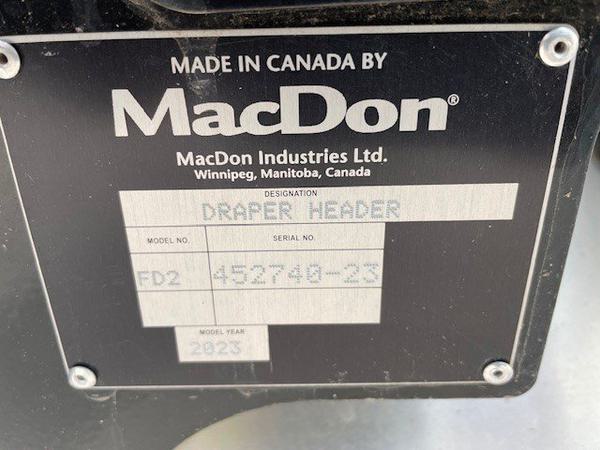 MADE IN CANADA BY
MacDon®
MacDon Industries Ltd.
Winnipeg, Manitoba, Canada
DESIGNATION
DRAPER HEADER
MODEL NO. SERIAL NO.
FD2 452740-23
MODEL YEAR
2023